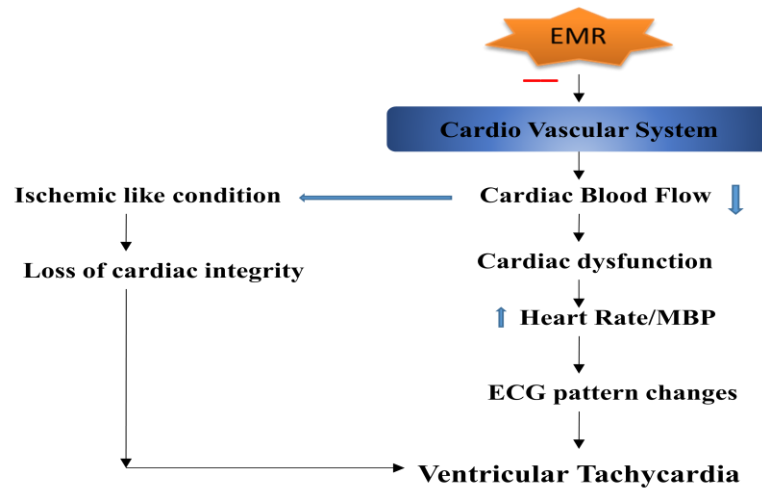 EMR
Cardio Vascular System
Ischemic like condition
Cardiac Blood Flow
Loss of cardiac integrity
Cardiac dysfunction
Heart Rate/MBP
ECG pattern changes
Ventricular Tachycardia